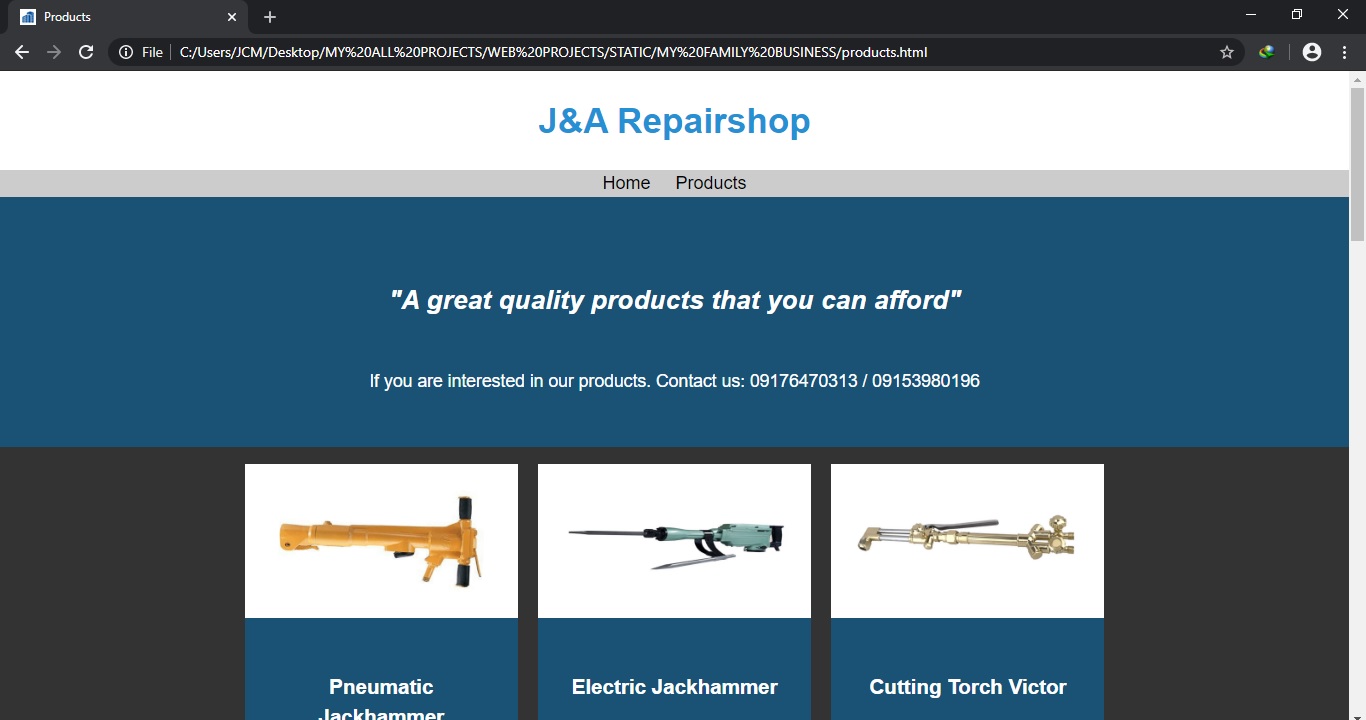 Products
File
C:/Users/JCM/Desktop/MY%20ALL%20PROJECTS/WEB%20PROJECTS/STATIC/MY%20FAMILY%20BUSINESS/products.html
J&A Repairshop
Home Products
"A great quality products that you can afford"
If you are interested in our products. Contact us: 09176470313 / 09153980196
Pneumatic
Jackhammer
Electric Jackhammer
Cutting Torch Victor